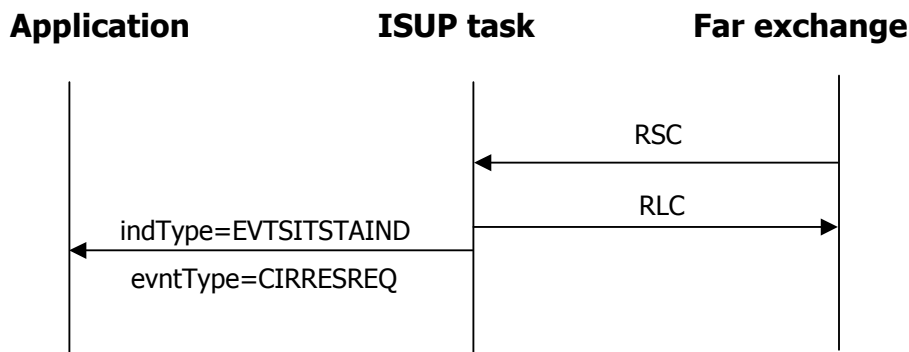 Application ISUP task Far exchange
RSC
RLC
indType=EVTSITSTAIND
evntType=CIRRESREQ